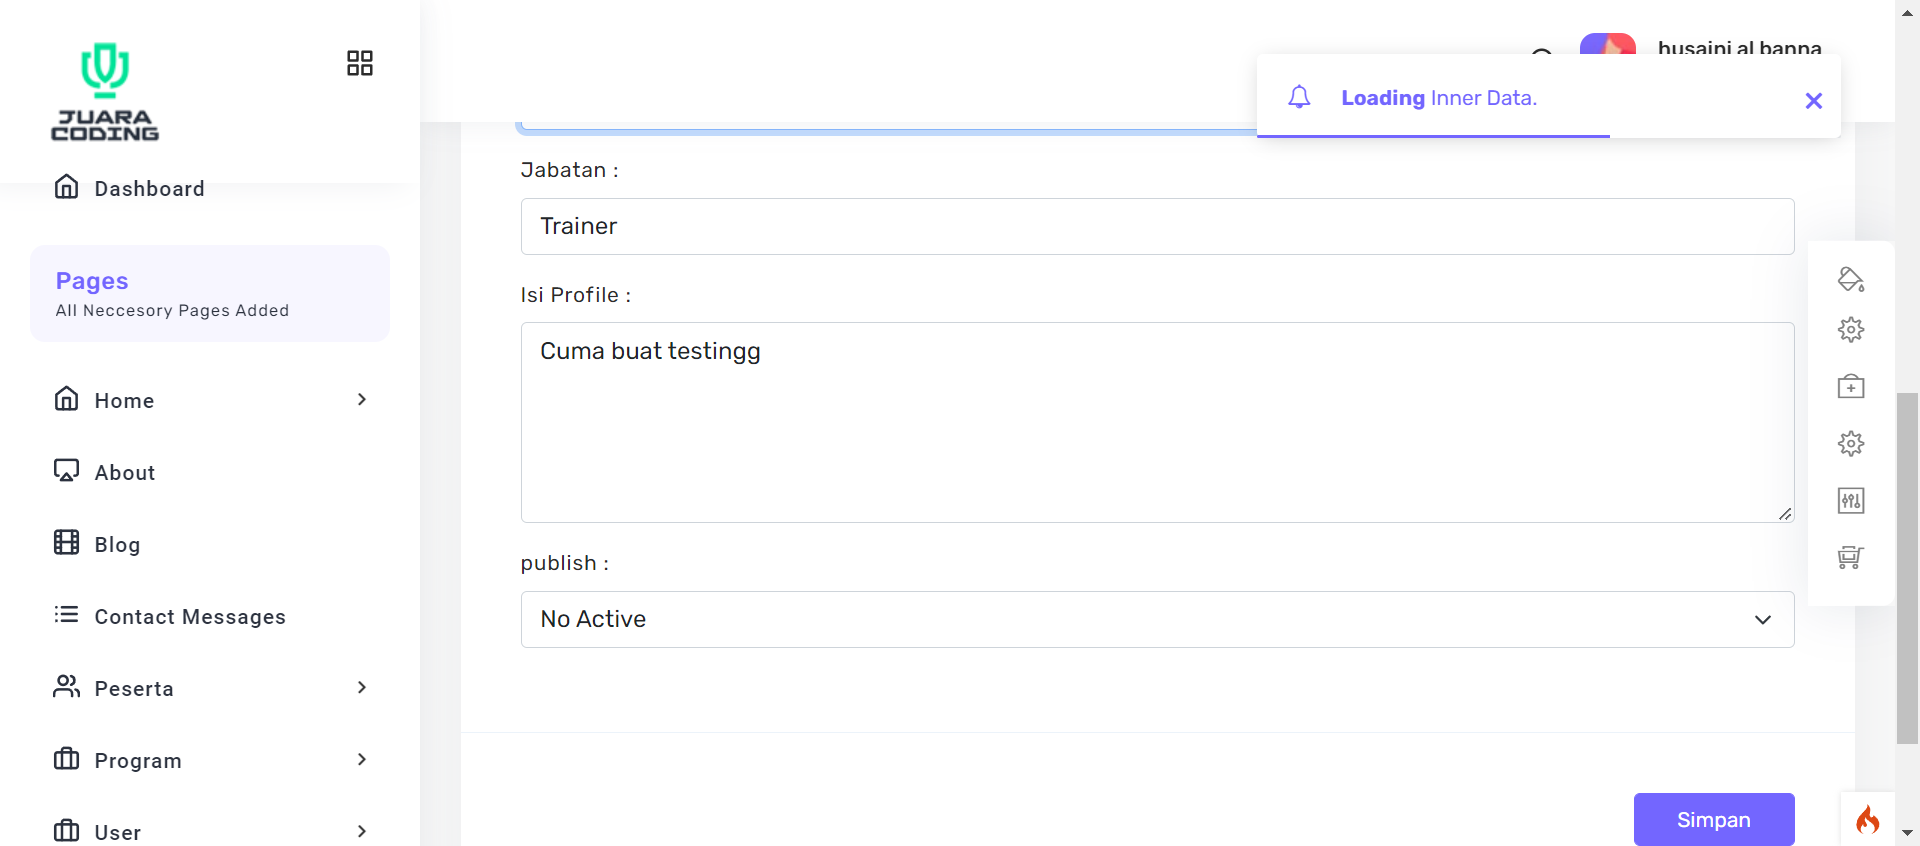 JUARA
CODING
husaini al banna
Loading Inner Data.
Dashboard
Pages
All Neccesory Pages Added
Home
About
Blog
Contact Messages
Peserta
Program
User
Jabatan :
Trainer
Isi Profile :
Cuma buat testingg
publish :
No Active
Simpan